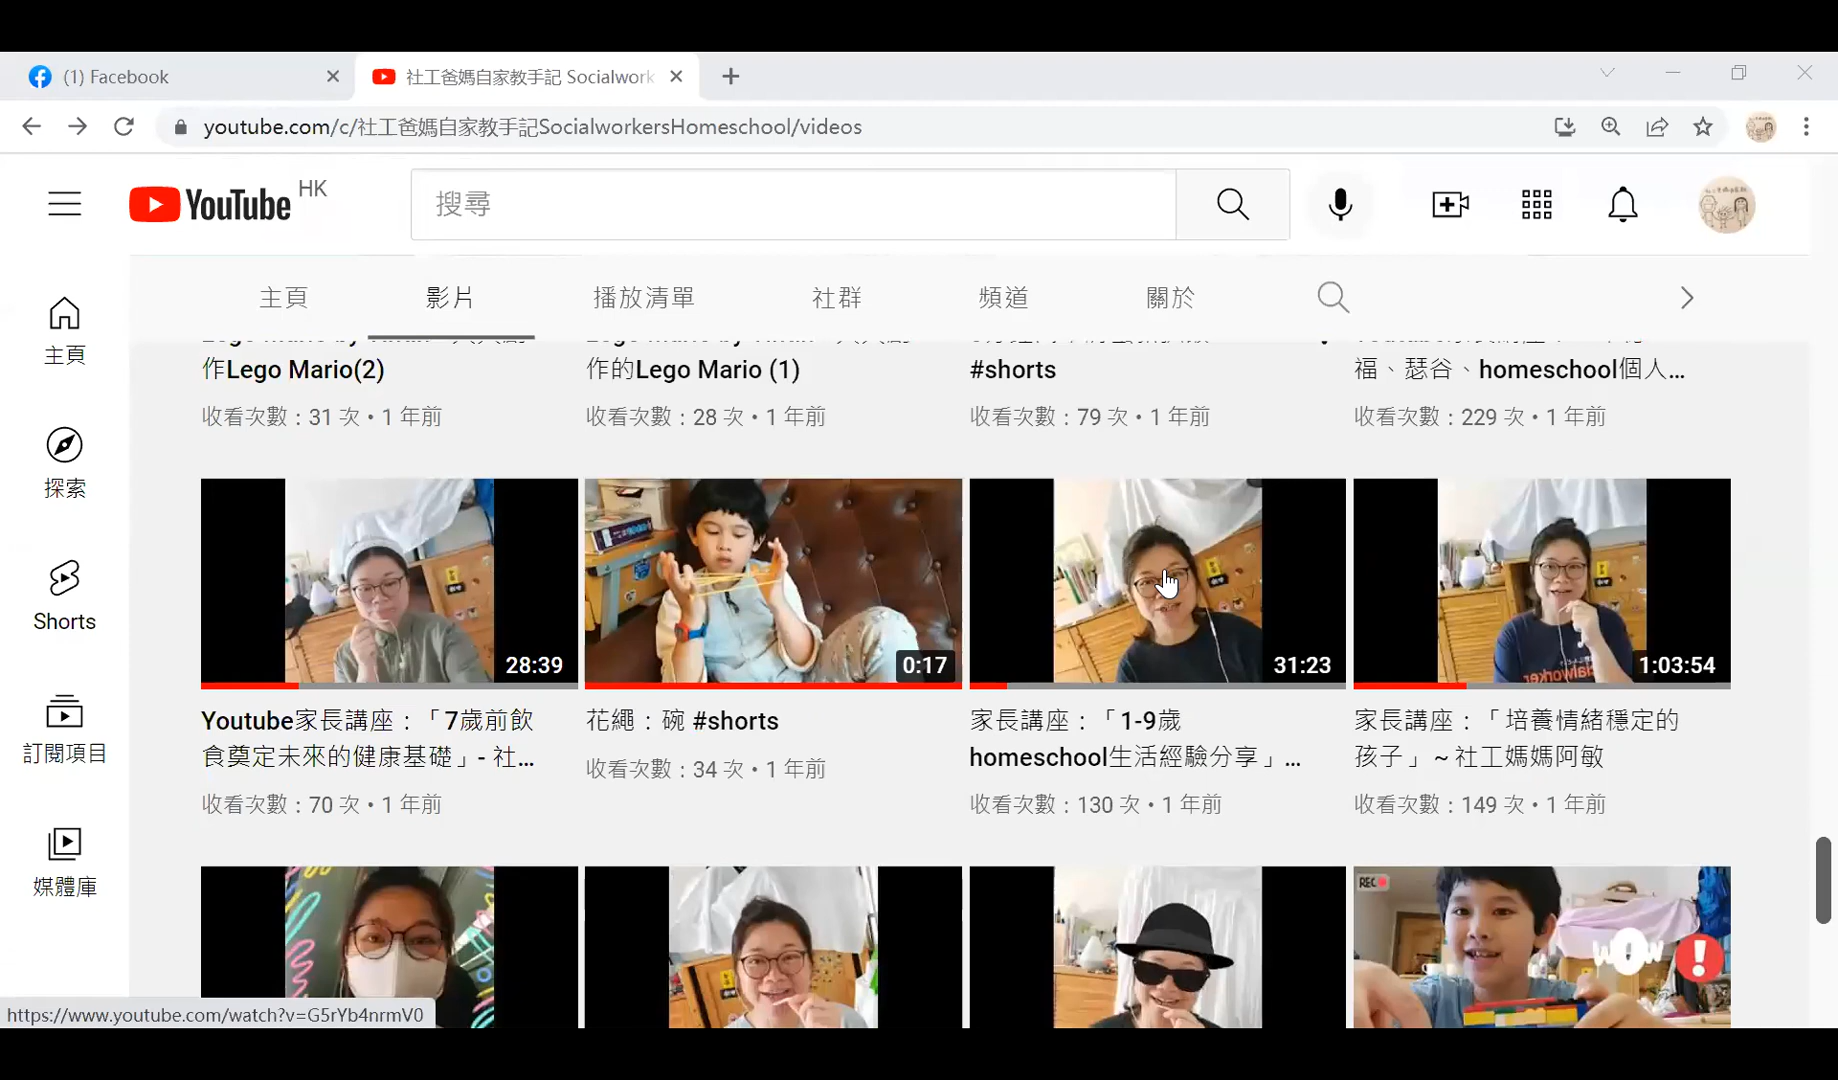 (1) Facebook
社工爸媽自家教手記 Socialwork
youtube.com/c/社工爸媽自家教手記SocialworkersHomeschool/videos
YouTube HK
搜尋
主頁
影片
播放清單
社群
頻道
關於
主頁
探索
Shorts
訂閱項目
媒體庫
作Lego Mario(2)
收看次數：31 次 • 1 年前
作的Lego Mario (1)
收看次數：28 次 • 1 年前
#shorts
收看次數：79 次 • 1 年前
福、瑟谷、homeschool個人...
收看次數：229 次 • 1 年前
28:39
0:17
31:23
1:03:54
Youtube家長講座：「7歲前飲
食奠定未來的健康基礎」- 社...
收看次數：70 次 • 1 年前
花繩：碗 #shorts
收看次數：34 次 • 1 年前
家長講座：「1-9歲
homeschool生活經驗分享」...
收看次數：130 次 • 1 年前
家長講座：「培養情緒穩定的
孩子」~ 社工媽媽阿敏
收看次數：149 次 • 1 年前
REC
WOW
https://www.youtube.com/watch?v=G5rYb4nrmV0